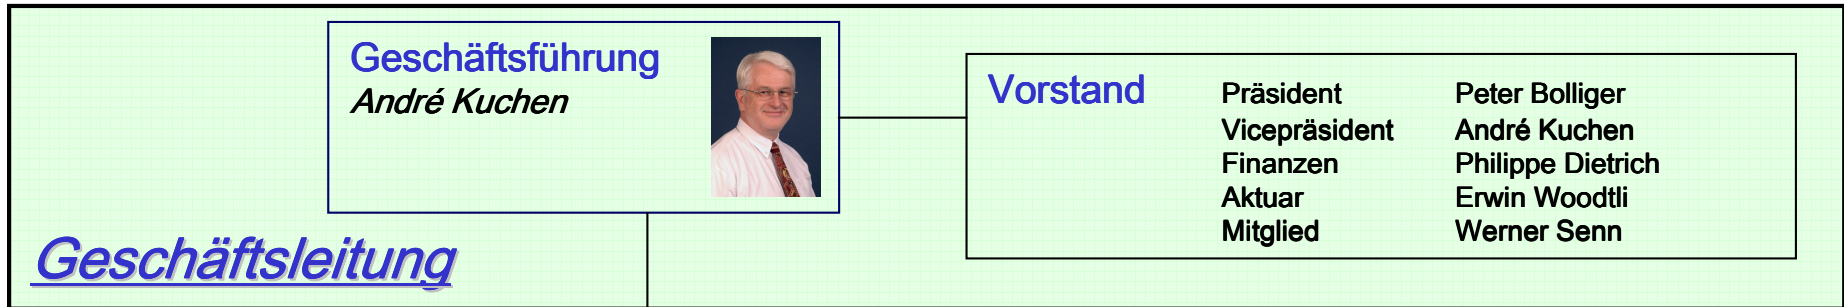 Geschäftsführung
André Kuchen
Vorstand
Präsident Peter Bolliger
Vicepräsident André Kuchen
Finanzen Philippe Dietrich
Aktuar Erwin Woodtli
Mitglied Werner Senn
Geschäftsleitung